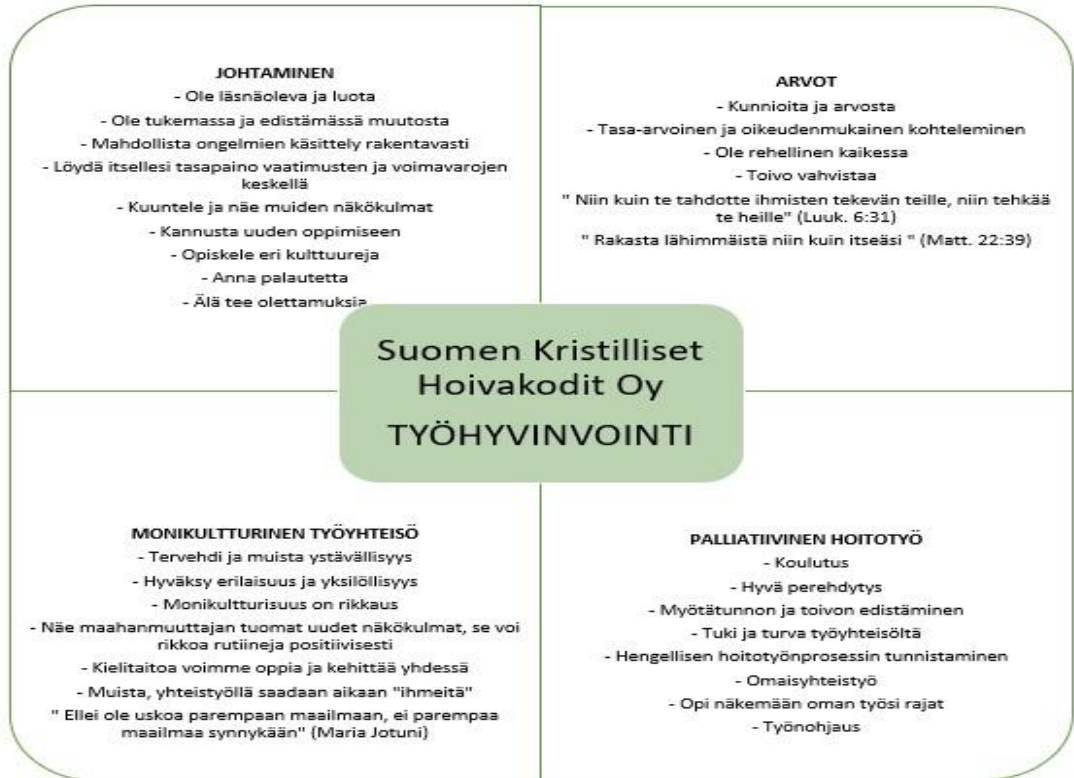 JOHTAMINEN
- Ole läsnäoleva ja luota
- Ole tukemassa ja edistämässä muutosta
- Mahdollista ongelmien käsittely rakentavasti
- Löydä itsellesi tasapaino vaatimusten ja voimavarojen
keskellä
- Kuuntele ja näe muiden näkökulmat
- Kannusta uuden oppimiseen
- Opiskele eri kulttuureja
- Anna palautetta
- Älä tee olettamuksia
ARVOT
- Kunnioita ja arvosta
- Tasa-arvoinen ja oikeudenmukainen kohteleminen
- Ole rehellinen kaikessa
- Toivo vahvistaa
" Niin kuin te tahdotte ihmisten tekevän teille, niin tehkää
te heille" (Luuk. 6:31)
" Rakasta lähimmäistä niin kuin itseäsi " (Matt. 22:39)
Suomen Kristilliset
Hoivakodit Oy
TYÖHYVINVOINTI
MONIKULTTURINEN TYÖYHTEISÖ
- Tervehdi ja muista ystävällisyys
- Hyväksy erilaisuus ja yksilöllisyys
- Monikultturisuus on rikkaus
- Näe maahanmuuttajan tuomat uudet näkökulmat, se voi
rikkoa rutiineja positiivisesti
- Kielitaitoa voimme oppia ja kehittää yhdessä
- Muista, yhteistyöllä saadaan aikaan "ihmeitä"
" Ellei ole uskoa parempaan maailmaan, ei parempaa
maailmaa synnykään" (Maria Jotuni)
PALLIATIIVINEN HOITOTYÖ
- Koulutus
- Hyvä perehdytys
- Myötätunnon ja toivon edistäminen
- Tuki ja turva työyhteisöltä
- Hengellisen hoitotyönprosessin tunnistaminen
- Omaisyhteistyö
- Opi näkemään oman työsi rajat
- Työnohjaus